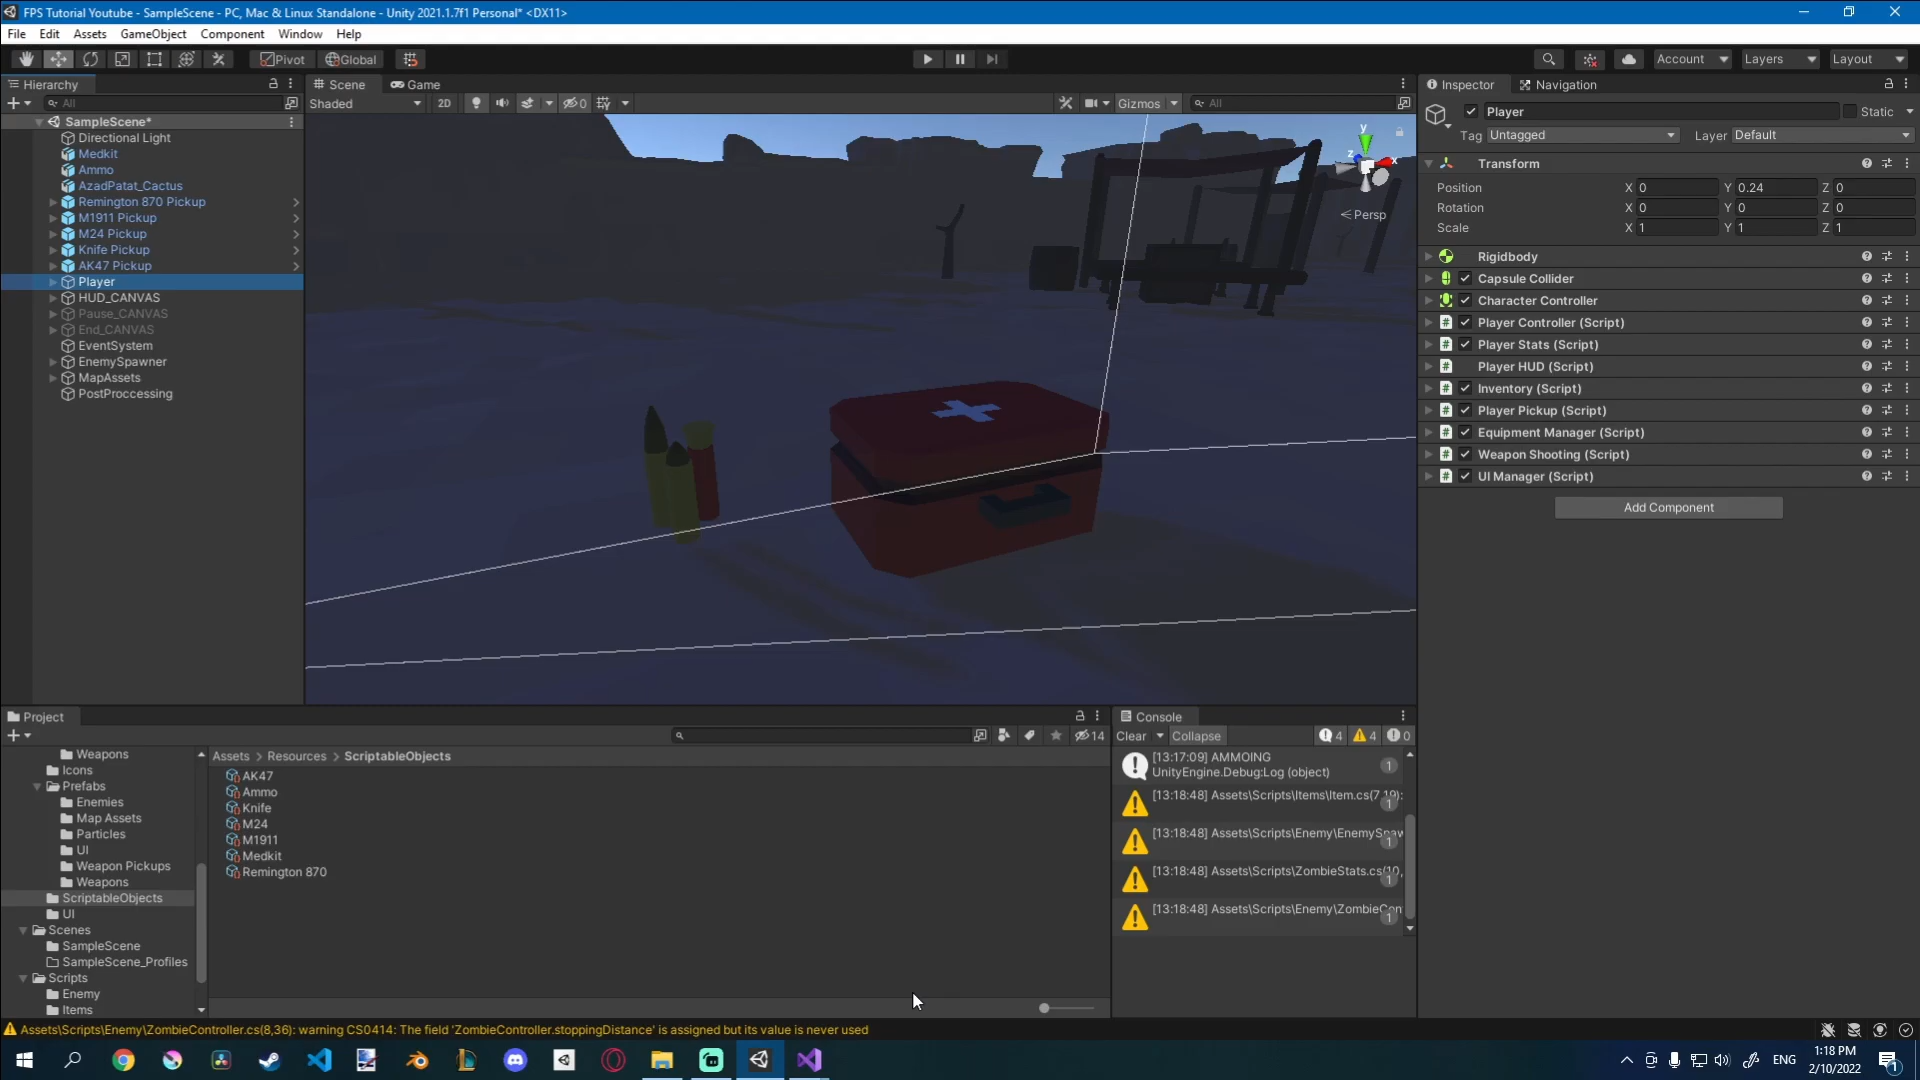 FPS Tutorial Youtube - SampleScene - PC, Mac & Linux Standalone - Unity 2021.1.7f1 Personal* <DX11>
File Edit Assets GameObject Component Window Help
Pivot Global Account Layers Layout
Hierarchy
All
SampleScene*
Directional Light
Medkit
Ammo
AzadPatat_Cactus
Remington 870 Pickup
M1911 Pickup
M24 Pickup
Knife Pickup
AK47 Pickup
Player
HUD_CANVAS
Pause_CANVAS
End_CANVAS
EventSystem
EnemySpawner
MapAssets
PostProccessing
Scene Game
Shaded 2D 0 Gizmos All
y
z x
Persp
Inspector Navigation
Player Static
Tag Untagged Layer Default
Transform
Position X 0 Y 0.24 Z 0
Rotation X 0 Y 0 Z 0
Scale X 1 Y 1 Z 1
Rigidbody
Capsule Collider
Character Controller
Player Controller (Script)
Player Stats (Script)
Player HUD (Script)
Inventory (Script)
Player Pickup (Script)
Equipment Manager (Script)
Weapon Shooting (Script)
UI Manager (Script)
Add Component
Project
14
Weapons
Icons
Prefabs
Enemies
Map Assets
Particles
UI
Weapon Pickups
Weapons
ScriptableObjects
UI
Scenes
SampleScene
SampleScene_Profiles
Scripts
Enemy
Items
Assets > Resources > ScriptableObjects
AK47
Ammo
Knife
M24
M1911
Medkit
Remington 870
Console
Clear Collapse 4 4 0
[13:17:09] AMMOING
UnityEngine.Debug:Log (object)
1
[13:18:48] Assets\Scripts\Items\Item.cs(7,19):
1
[13:18:48] Assets\Scripts\Enemy\EnemySpaw
1
[13:18:48] Assets\Scripts\ZombieStats.cs(10,
1
[13:18:48] Assets\Scripts\Enemy\ZombieCon
1
Assets\Scripts\Enemy\ZombieController.cs(8,36): warning CS0414: The field 'ZombieController.stoppingDistance' is assigned but its value is never used
ENG
1:18 PM
2/10/2022
1